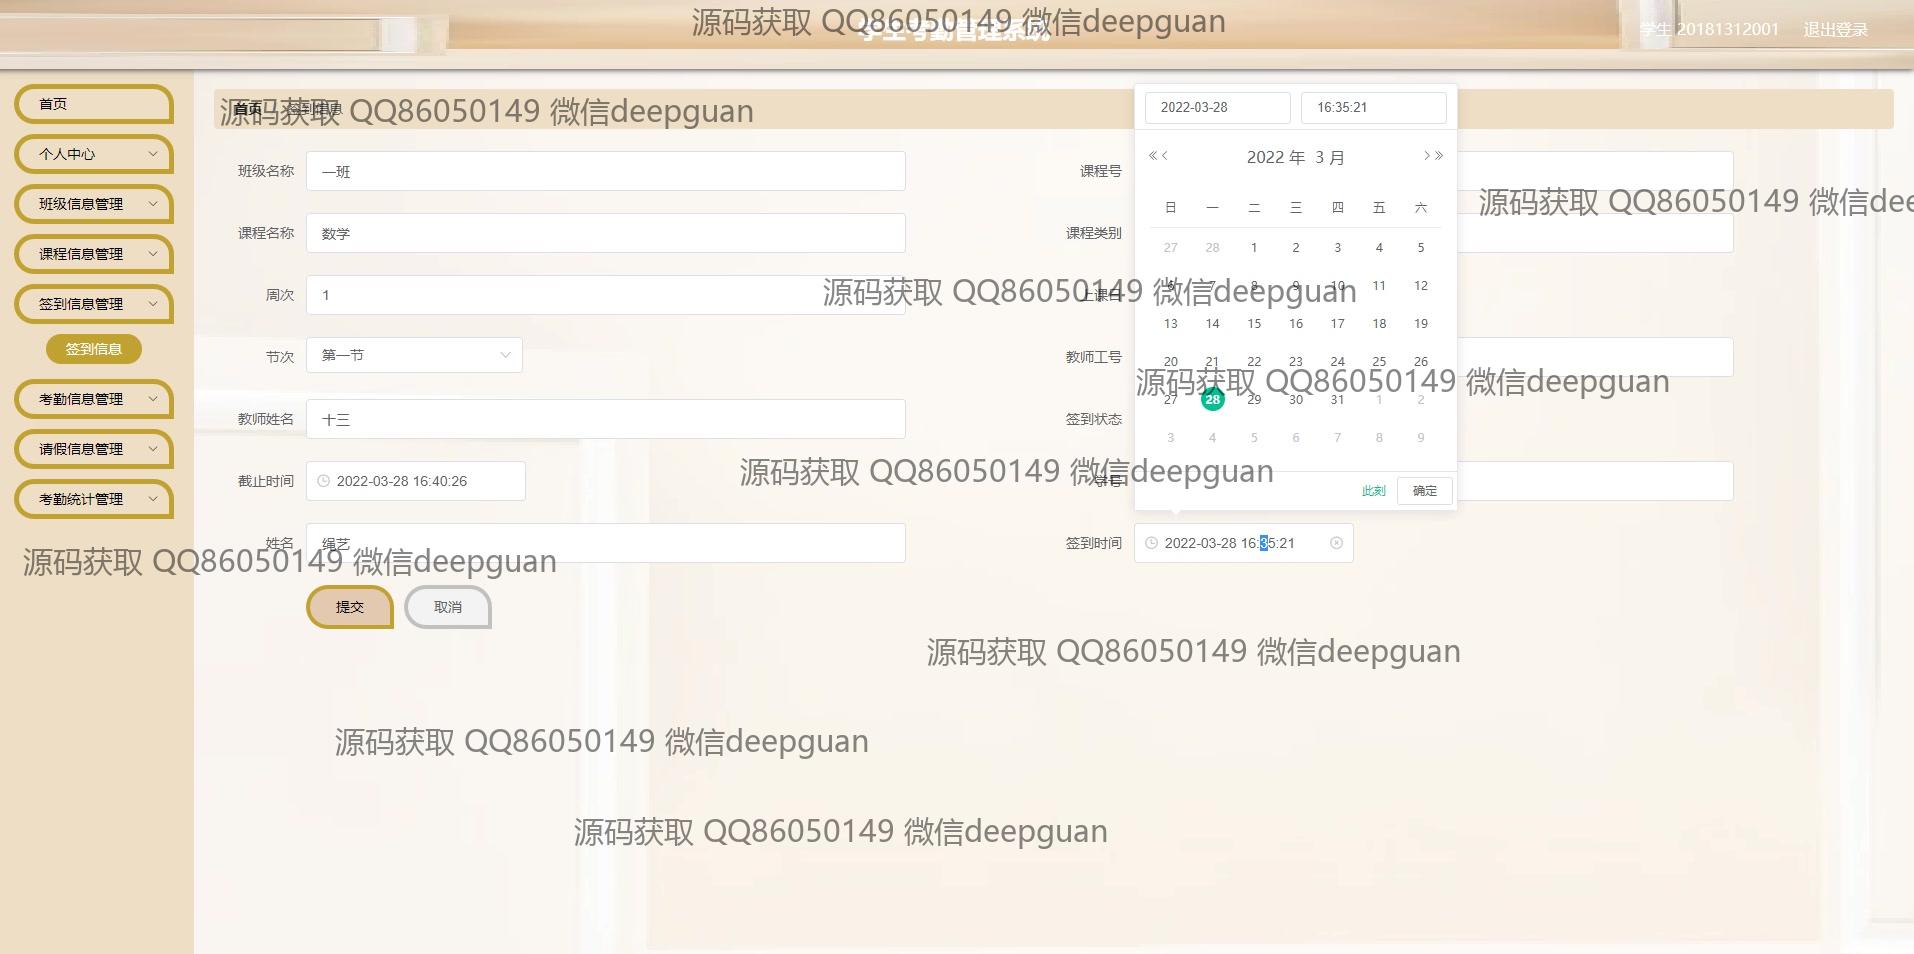 源码获取 QQ86050149 微信deepguan
学生考勤管理系统
学生 20181312001 退出登录
首页
个人中心
班级信息管理
课程信息管理
签到信息管理
签到信息
考勤信息管理
请假信息管理
考勤统计管理
首页 签到信息
源码获取 QQ86050149 微信deepguan
班级名称 一班
课程号
源码获取 QQ86050149 微信dee
课程名称 数学
课程类别
周次 1
上课日
源码获取 QQ86050149 微信deepguan
节次 第一节
教师工号
源码获取 QQ86050149 微信deepguan
教师姓名 十三
签到状态
截止时间 2022-03-28 16:40:26
学号
源码获取 QQ86050149 微信deepguan
姓名 绳艺
签到时间 2022-03-28 16:35:21
源码获取 QQ86050149 微信deepguan
提交 取消
2022-03-28 16:35:21
2022 年 3 月
日 一 二 三 四 五 六
27 28 1 2 3 4 5
6 7 8 9 10 11 12
13 14 15 16 17 18 19
20 21 22 23 24 25 26
27 28 29 30 31 1 2
3 4 5 6 7 8 9
此刻 确定
源码获取 QQ86050149 微信deepguan
源码获取 QQ86050149 微信deepguan
源码获取 QQ86050149 微信deepguan